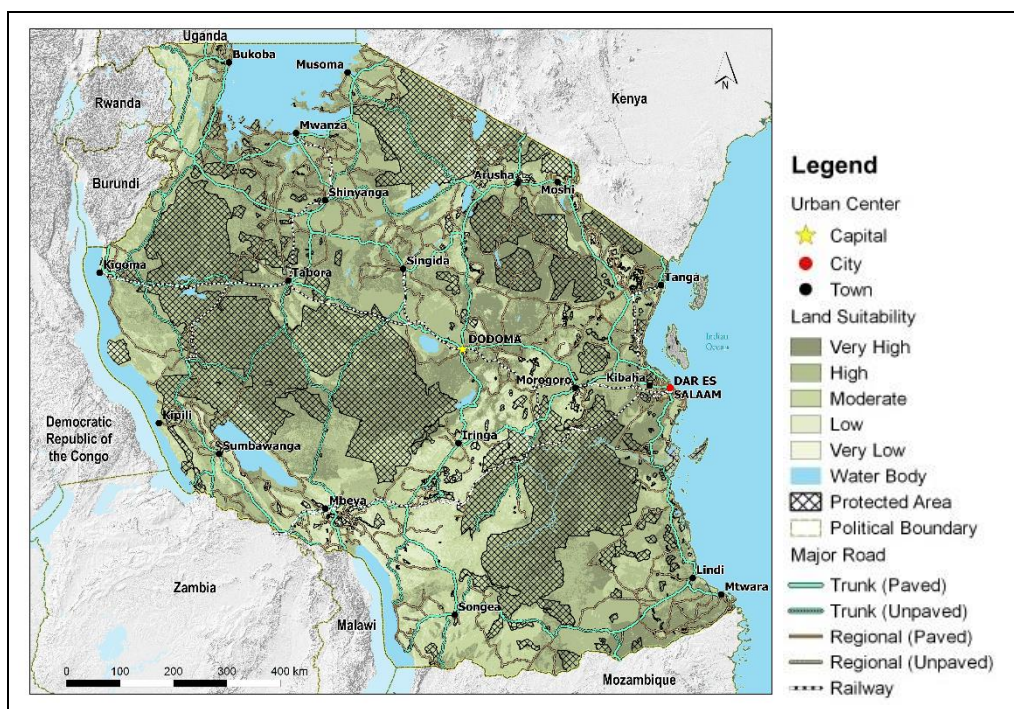 Uganda
Bukoba
Musoma
Kenya
N
Rwanda
Mwanza
Burundi
Shinyanga
Arusha
Moshi
Kigoma
Tabora
Singida
Tanga
Indian
Ocean
DODOMA
Morogoro
Kibaha
DAR ES
SALAAM
Democratic
Republic of
the Congo
Kipili
Sumbawanga
Iringa
Mbeya
Zambia
Malawi
Songea
Lindi
Mtwara
Mozambique
0 100 200 300 400 km
Legend
Urban Center
Capital
City
Town
Land Suitability
Very High
High
Moderate
Low
Very Low
Water Body
Protected Area
Political Boundary
Major Road
Trunk (Paved)
Trunk (Unpaved)
Regional (Paved)
Regional (Unpaved)
Railway